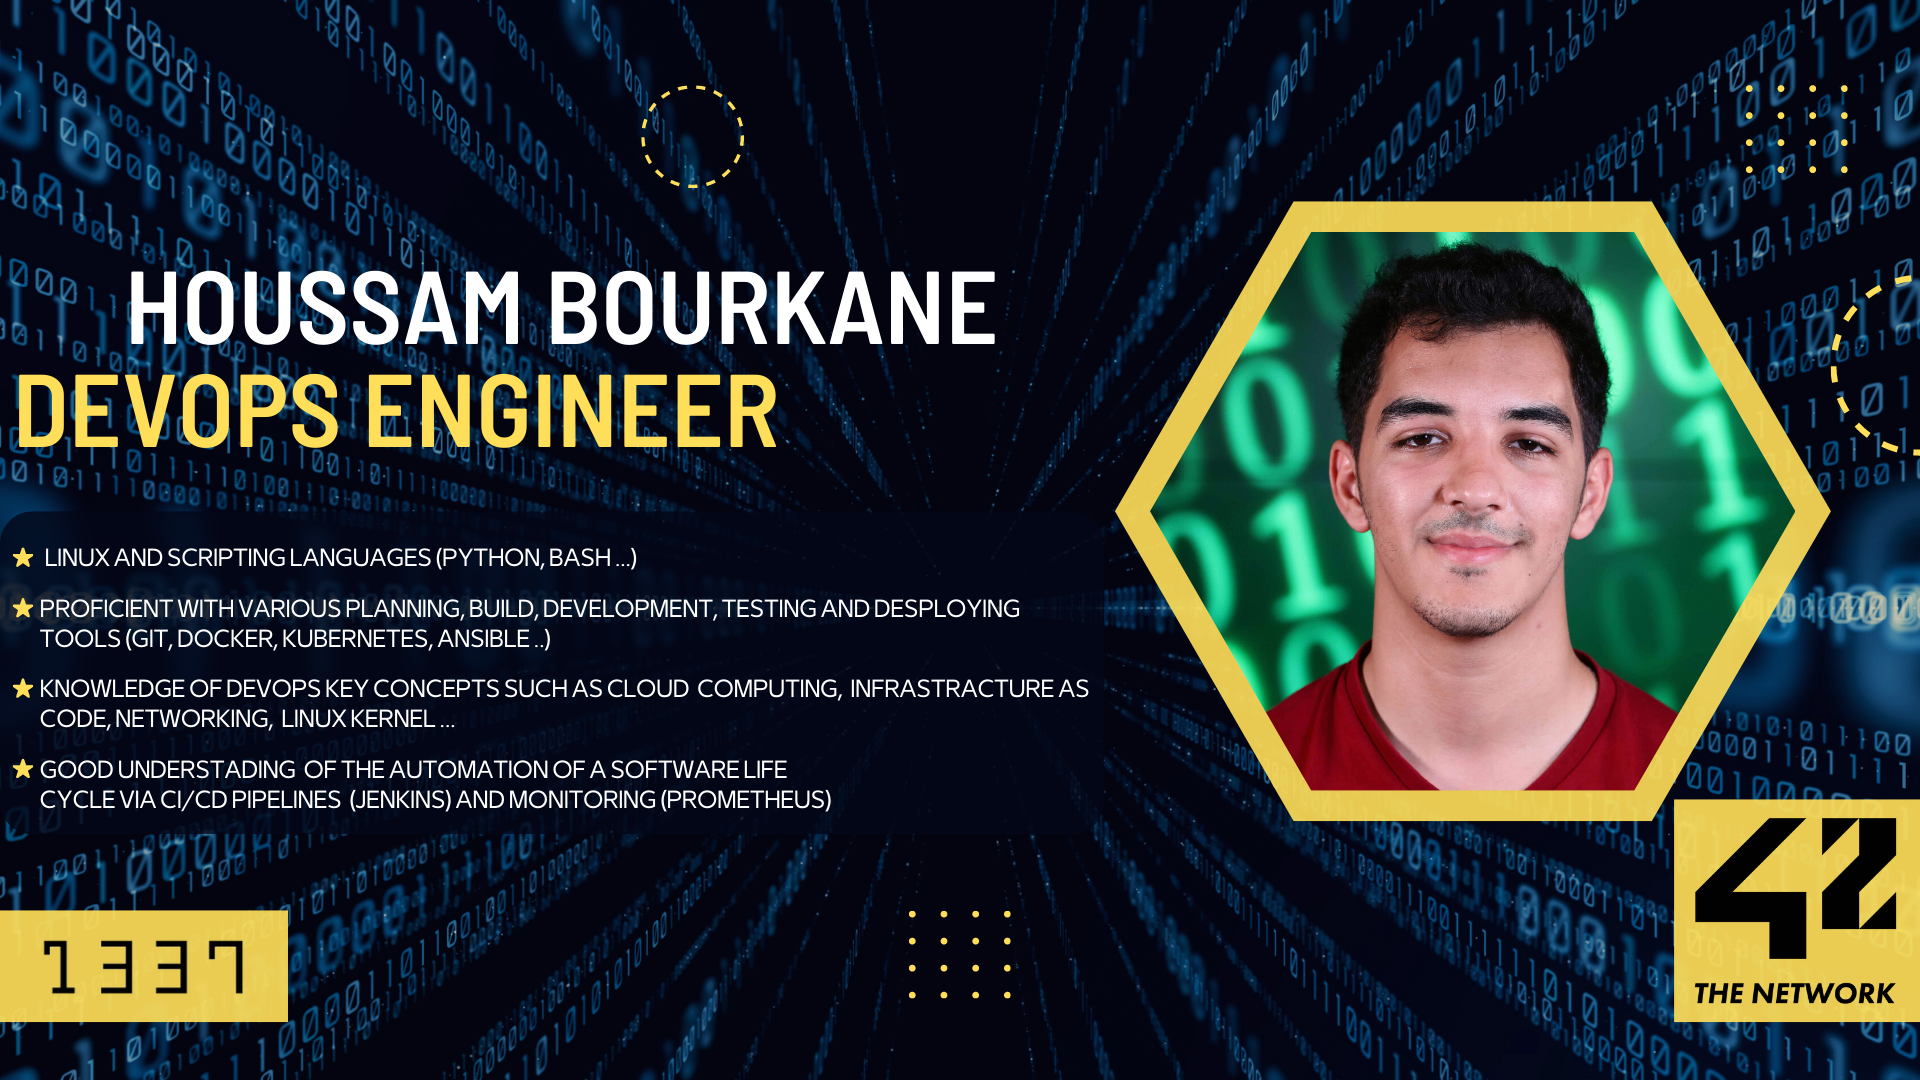 HOUSSAM BOURKANE
DEVOPS ENGINEER
LINUX AND SCRIPTING LANGUAGES (PYTHON, BASH ...)
PROFICIENT WITH VARIOUS PLANNING, BUILD, DEVELOPMENT, TESTING AND DESPLOYING
TOOLS (GIT, DOCKER, KUBERNETES, ANSIBLE ..)
KNOWLEDGE OF DEVOPS KEY CONCEPTS SUCH AS CLOUD COMPUTING, INFRASTRACTURE AS
CODE, NETWORKING, LINUX KERNEL ...
GOOD UNDERSTADING OF THE AUTOMATION OF A SOFTWARE LIFE
CYCLE VIA CI/CD PIPELINES (JENKINS) AND MONITORING (PROMETHEUS)
1337
42
THE NETWORK